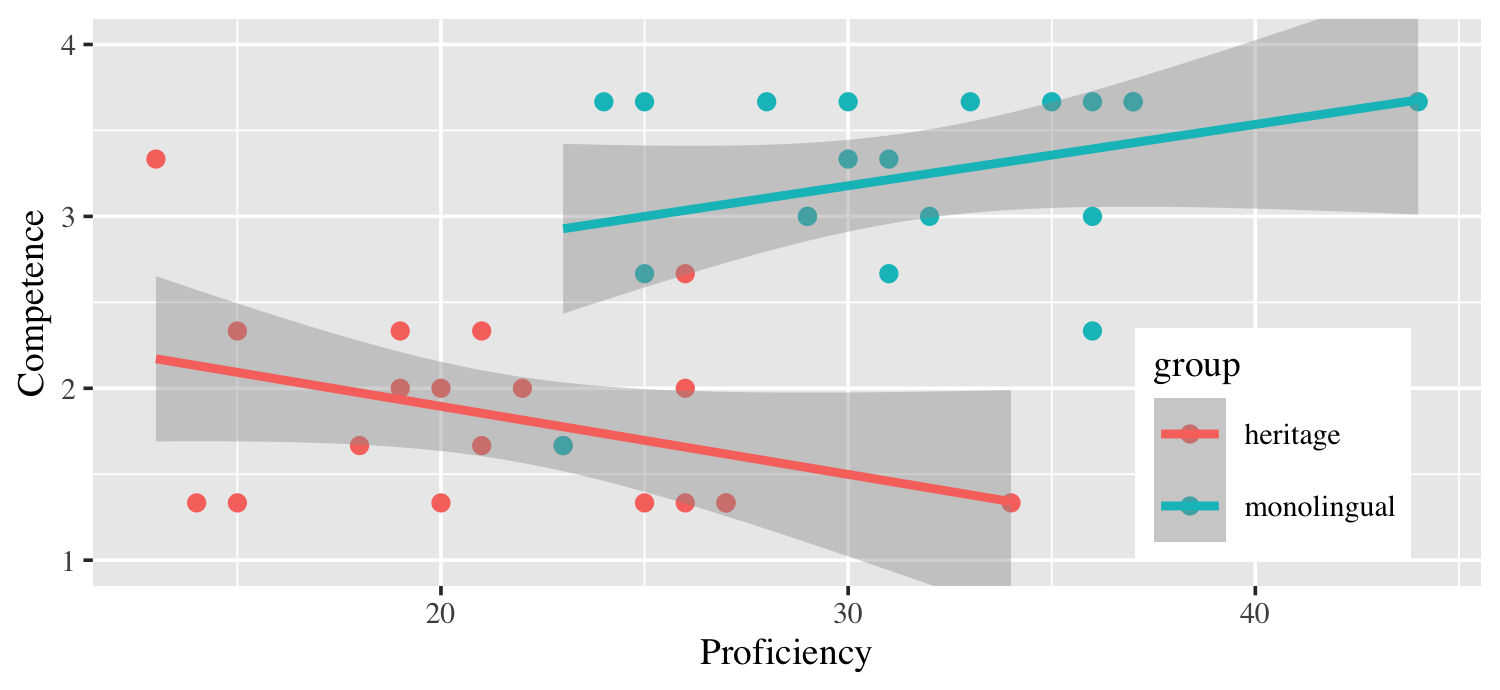 4
3
2
1
Competence
20
30
40
Proficiency
group
heritage
monolingual